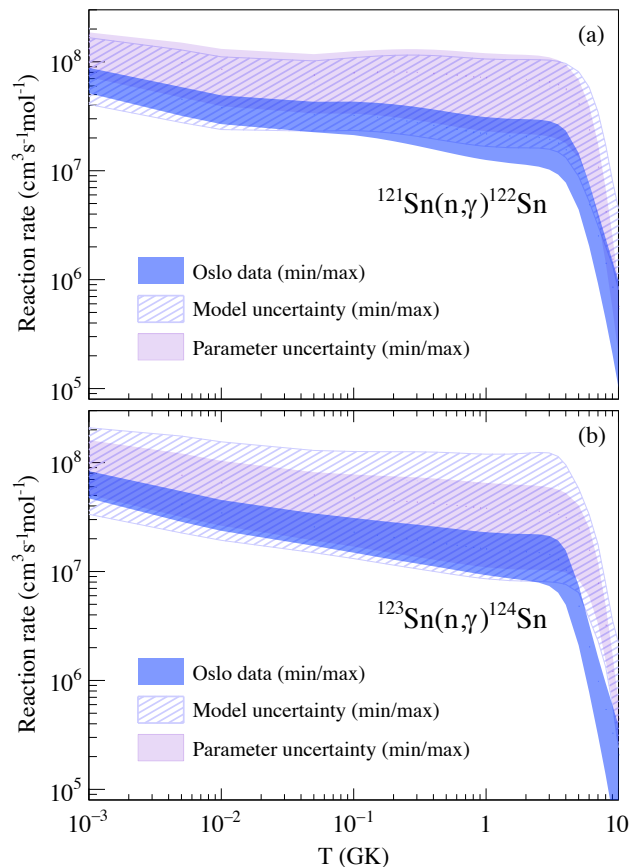 (a)
10⁸
10⁷
10⁶
10⁵
Reaction rate (cm³s⁻¹mol⁻¹)
¹²¹Sn(n,γ)¹²²Sn
Oslo data (min/max)
Model uncertainty (min/max)
Parameter uncertainty (min/max)
(b)
10⁸
10⁷
10⁶
10⁵
Reaction rate (cm³s⁻¹mol⁻¹)
¹²³Sn(n,γ)¹²⁴Sn
Oslo data (min/max)
Model uncertainty (min/max)
Parameter uncertainty (min/max)
10⁻³ 10⁻² 10⁻¹ 1 10
T (GK)